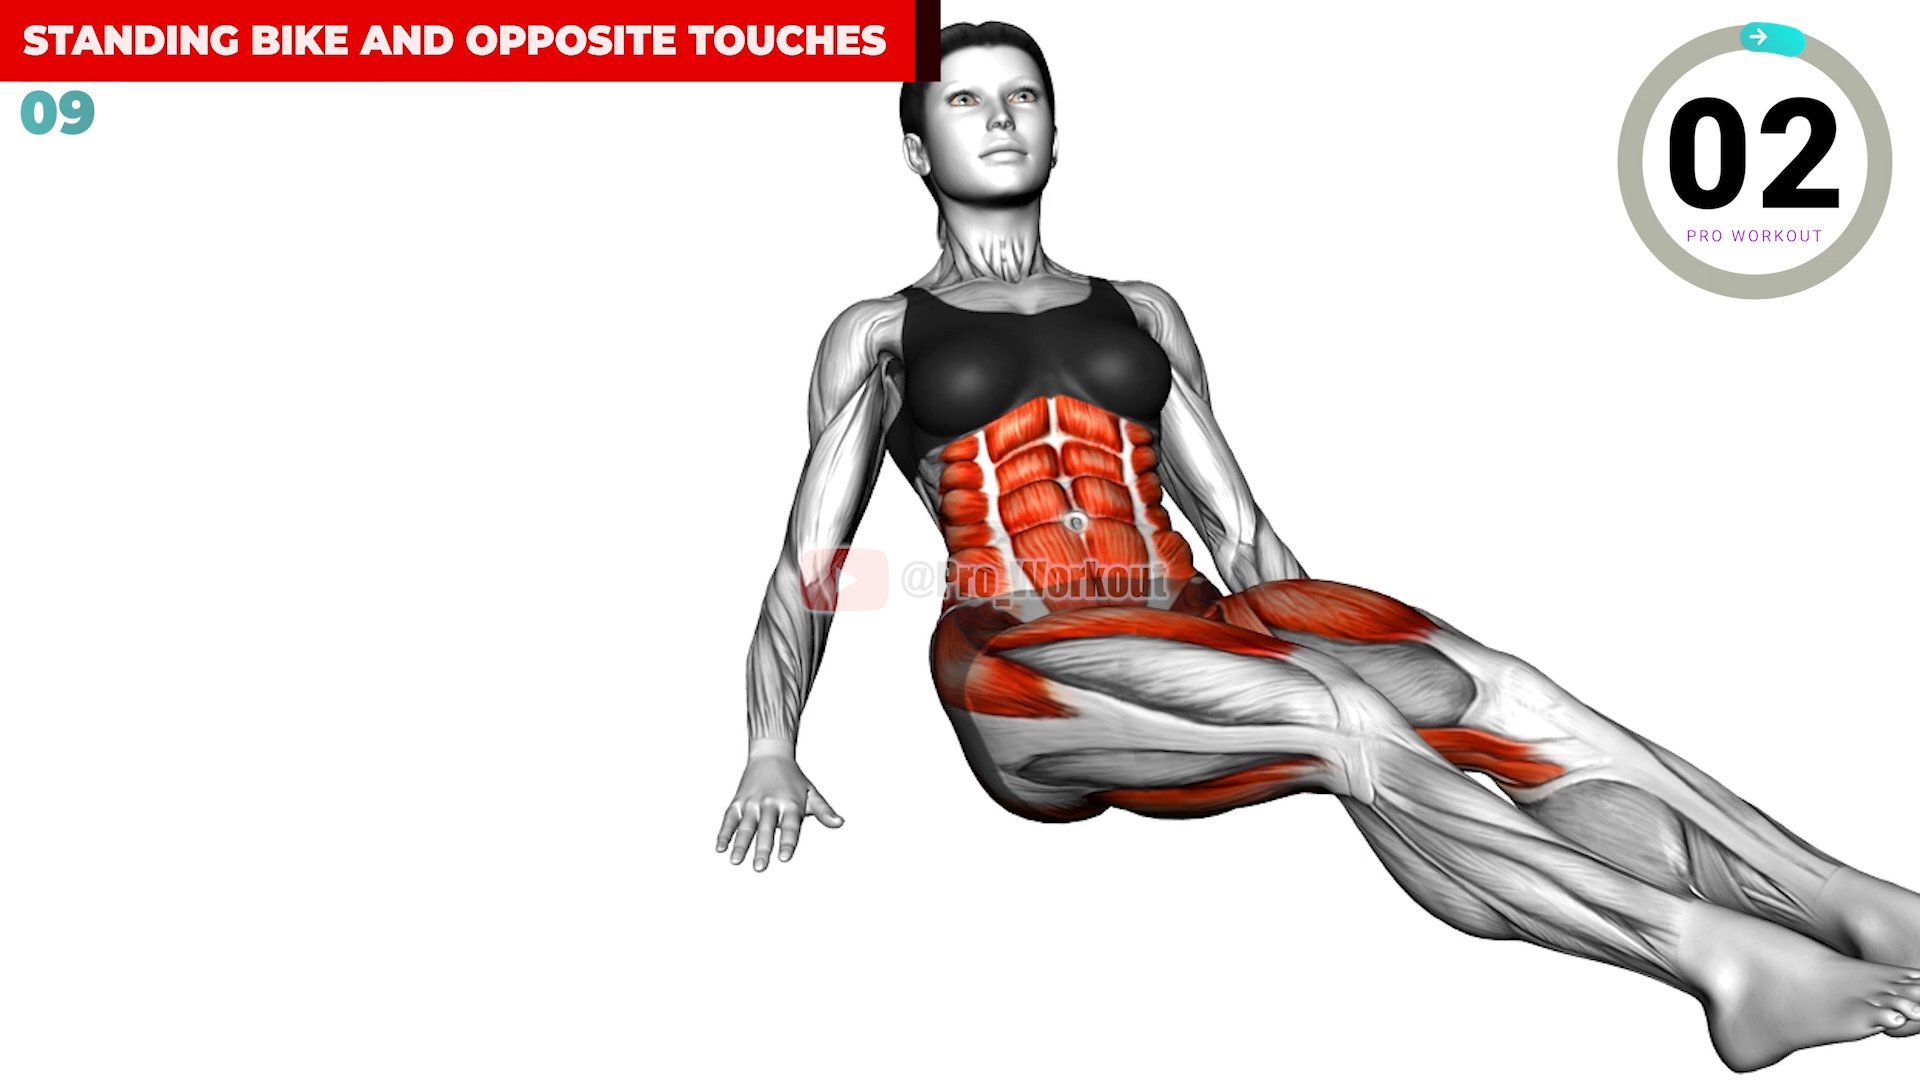 STANDING BIKE AND OPPOSITE TOUCHES
09
02
PRO WORKOUT
@Pro_Workout